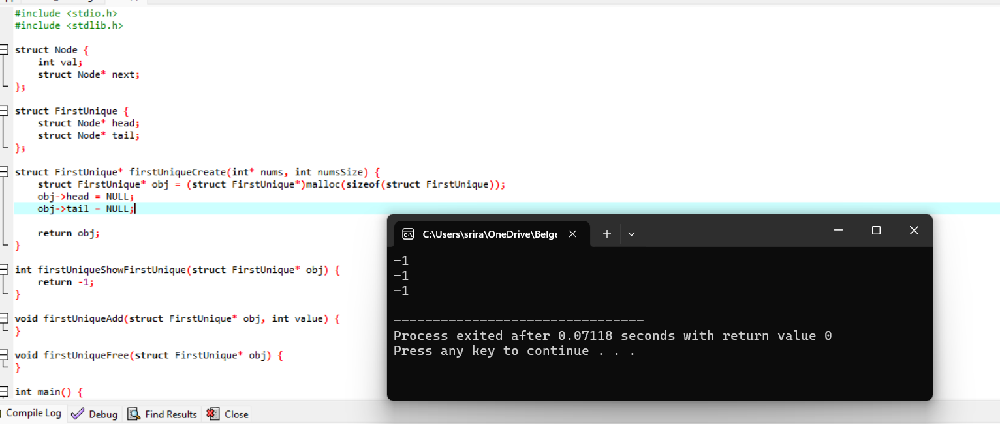 #include <stdio.h>
#include <stdlib.h>
struct Node {
    int val;
    struct Node* next;
};
struct FirstUnique {
    struct Node* head;
    struct Node* tail;
};
struct FirstUnique* firstUniqueCreate(int* nums, int numsSize) {
    struct FirstUnique* obj = (struct FirstUnique*)malloc(sizeof(struct FirstUnique));
    obj->head = NULL;
    obj->tail = NULL;
    return obj;
}
int firstUniqueShowFirstUnique(struct FirstUnique* obj) {
    return -1;
}
void firstUniqueAdd(struct FirstUnique* obj, int value) {
}
void firstUniqueFree(struct FirstUnique* obj) {
}
int main() {
C:\Users\srira\OneDrive\Belge
-1
-1
-1
--------------------------------
Process exited after 0.07118 seconds with return value 0
Press any key to continue . . .
Compile Log Debug Find Results Close